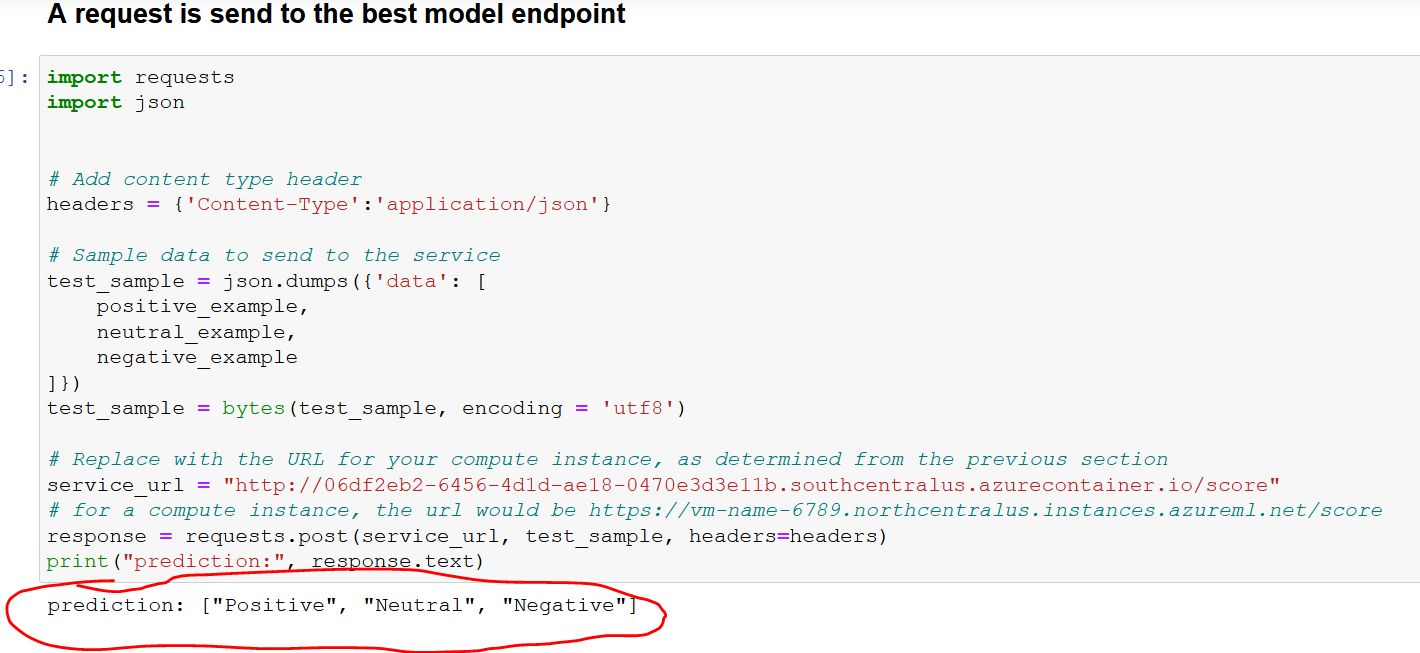 A request is send to the best model endpoint
5]:
import requests
import json
# Add content type header
headers = {'Content-Type':'application/json'}
# Sample data to send to the service
test_sample = json.dumps({'data': [
    positive_example,
    neutral_example,
    negative_example
]})
test_sample = bytes(test_sample, encoding = 'utf8')
# Replace with the URL for your compute instance, as determined from the previous section
service_url = "http://06df2eb2-6456-4d1d-ae18-0470e3d3e11b.southcentralus.azurecontainer.io/score"
# for a compute instance, the url would be https://vm-name-6789.northcentralus.instances.azureml.net/score
response = requests.post(service_url, test_sample, headers=headers)
print("prediction:", response.text)
prediction: ["Positive", "Neutral", "Negative"]